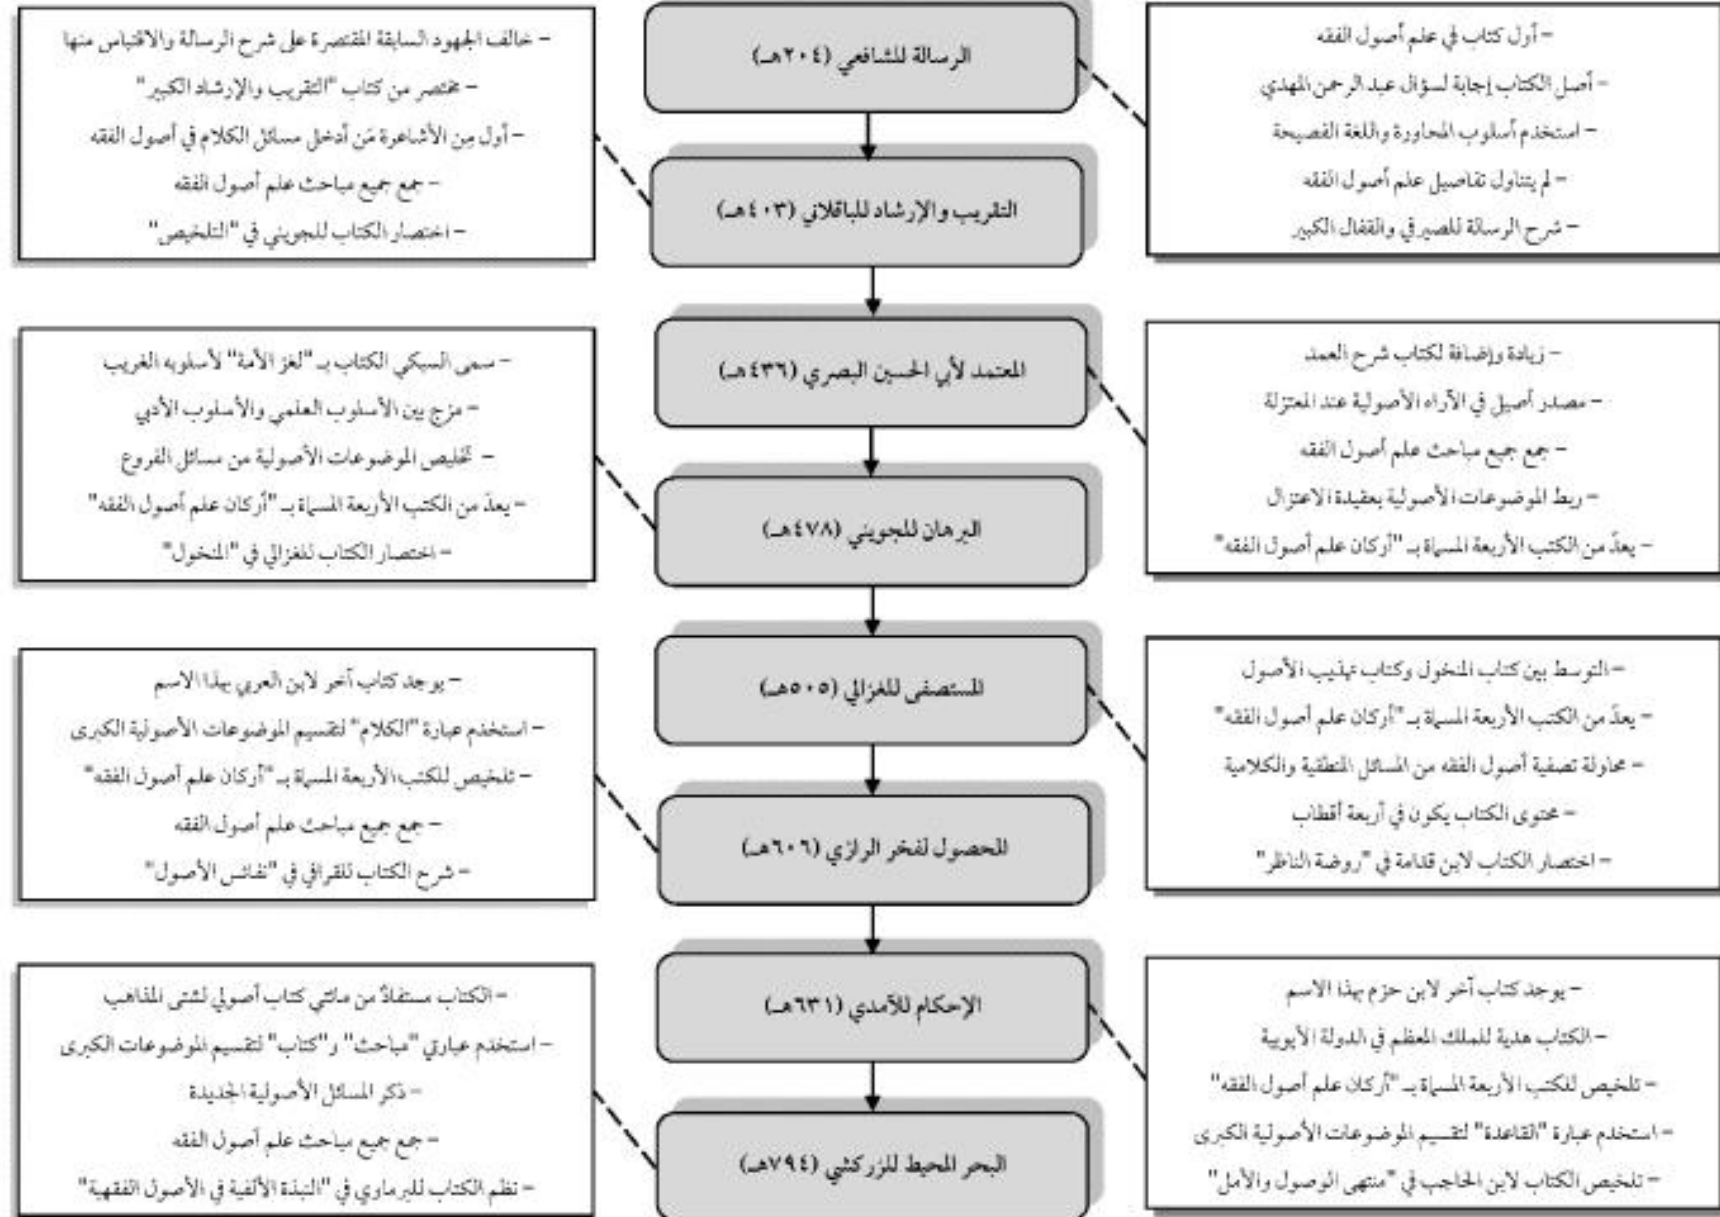 الرسالة للشافعي (٢٠٤هـ)
– أول كتاب في علم أصول الفقه
– أصل الكتاب إجابة لسؤال عبد الرحمن المهدي
– استخدم أسلوب المحاورة واللغة الفصيحة
– لم يتناول تفاصيل علم أصول الفقه
– شرح الرسالة للصيرفي والقفال الكبير
التقريب والإرشاد للباقلاني (٤٠٣هـ)
– خالف الجهود السابقة المقتصرة على شرح الرسالة والاقتباس منها
– مختصر من كتاب "التقريب والإرشاد الكبير"
– أول مِن الأشاعرة مَن أدخل مسائل الكلام في أصول الفقه
– جمع جميع مباحث علم أصول الفقه
– اختصار الكتاب للجويني في "التلخيص"
المعتمد لأبي الحسين البصري (٤٣٦هـ)
– زيادة وإضافة لكتاب شرح العمد
– مصدر أصيل في الآراء الأصولية عند المعتزلة
– جمع جميع مباحث علم أصول الفقه
– ربط الموضوعات الأصولية بعقيدة الاعتزال
– يعدّ من الكتب الأربعة المسماة بـ "أركان علم أصول الفقه"
البرهان للجويني (٤٧٨هـ)
– سمى السبكي الكتاب بـ "لغز الأمة" لأسلوبه الغريب
– مزج بين الأسلوب العلمي والأسلوب الأدبي
– تخليص الموضوعات الأصولية من مسائل الفروع
– يعدّ من الكتب الأربعة المسماة بـ "أركان علم أصول الفقه"
– اختصار الكتاب للغزالي في "المنخول"
المستصفى للغزالي (٥٠٥هـ)
– التوسط بين كتاب المنخول وكتاب تهذيب الأصول
– يعدّ من الكتب الأربعة المسماة بـ "أركان علم أصول الفقه"
– محاولة تصفية أصول الفقه من المسائل المنطقية والكلامية
– محتوى الكتاب يكون في أربعة أقطاب
– اختصار الكتاب لابن قدامة في "روضة الناظر"
المحصول لفخر الرازي (٦٠٦هـ)
– يوجد كتاب آخر لابن العربي بهذا الاسم
– استخدم عبارة "الكلام" لتقسيم الموضوعات الأصولية الكبرى
– تلخيص للكتب الأربعة المسماة بـ "أركان علم أصول الفقه"
– جمع جميع مباحث علم أصول الفقه
– شرح الكتاب للقرافي في "نفائس الأصول"
الإحكام للآمدي (٦٣١هـ)
– يوجد كتاب آخر لابن حزم بهذا الاسم
– الكتاب هدية للملك المعظم في الدولة الأيوبية
– تلخيص للكتب الأربعة المسماة بـ "أركان علم أصول الفقه"
– استخدم عبارة "القاعدة" لتقسيم الموضوعات الأصولية الكبرى
– تلخيص الكتاب لابن الحاجب في "منتهى الوصول والأمل"
البحر المحيط للزركشي (٧٩٤هـ)
– الكتاب مستفادٌ من مائتي كتاب أصولي لشتى المذاهب
– استخدم عبارتي "مباحث" و"كتاب" لتقسيم الموضوعات الكبرى
– ذكر المسائل الأصولية الجديدة
– جمع جميع مباحث علم أصول الفقه
– نظم الكتاب للبرماوي في "النبذة الألفية في الأصول الفقهية"